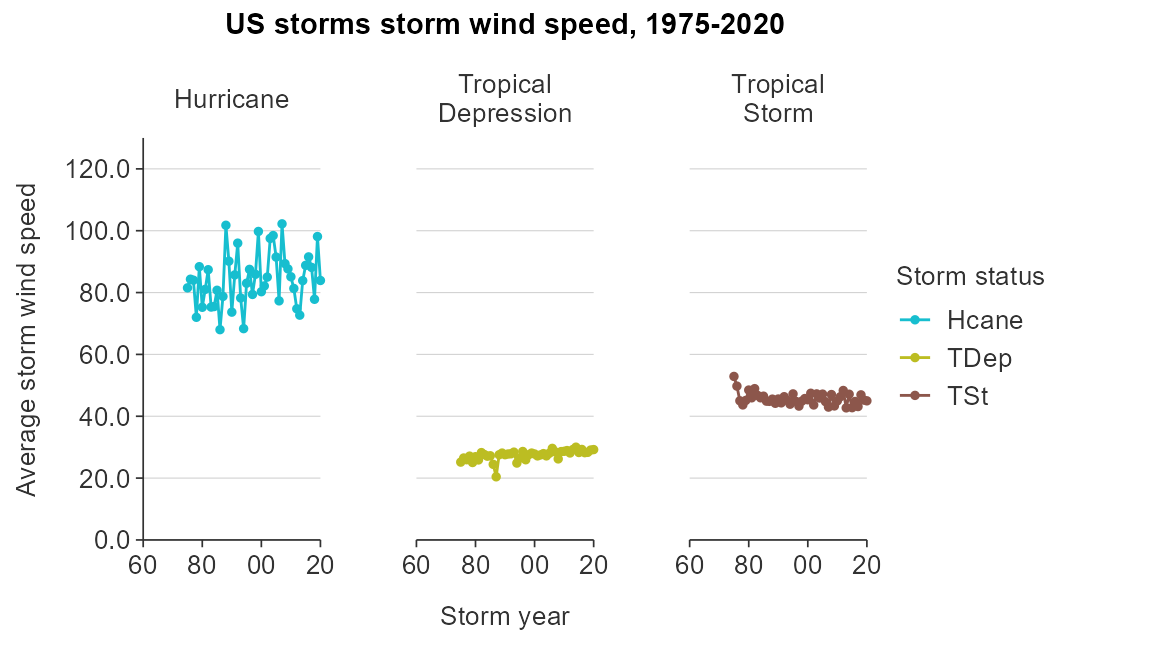 US storms storm wind speed, 1975-2020
Hurricane
Tropical
Depression
Tropical
Storm
Average storm wind speed
120.0
100.0
80.0
60.0
40.0
20.0
0.0
60 80 00 20
60 80 00 20
60 80 00 20
Storm year
Storm status
Hcane
TDep
TSt